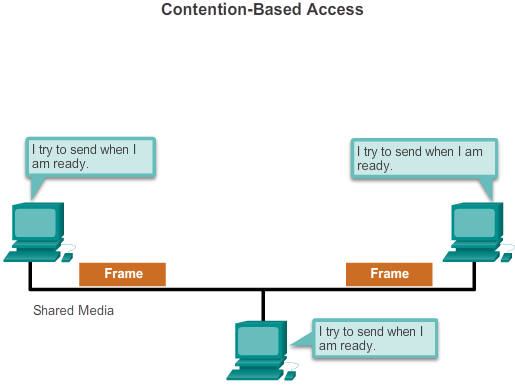 Contention-Based Access
I try to send when I
am ready.
I try to send when I am
ready.
Frame
Frame
Shared Media
I try to send when I
am ready.